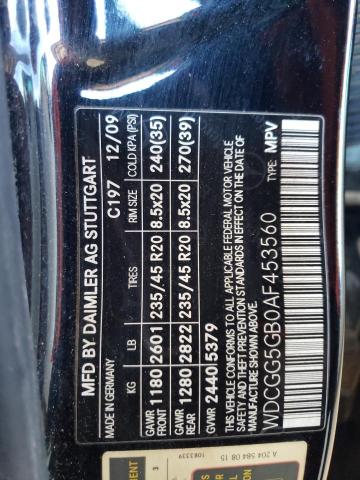 MFD BY DAIMLER AG STUTTGART
MADE IN GERMANY C197 12/09
KG LB TIRES RIM SIZE COLD KPA (PSI)
GAWR FRONT 1180 2601 235/45 R20 8.5x20 240(35)
GAWR REAR 1280 2822 235/45 R20 8.5x20 270(39)
GVWR 2440 5379
THIS VEHICLE CONFORMS TO ALL APPLICABLE FEDERAL MOTOR VEHICLE
SAFETY AND THEFT PREVENTION STANDARDS IN EFFECT ON THE DATE OF
MANUFACTURE SHOWN ABOVE.
WDCGG5GB0AF453560 TYPE: MPV
1083339
A 204 584 08 15